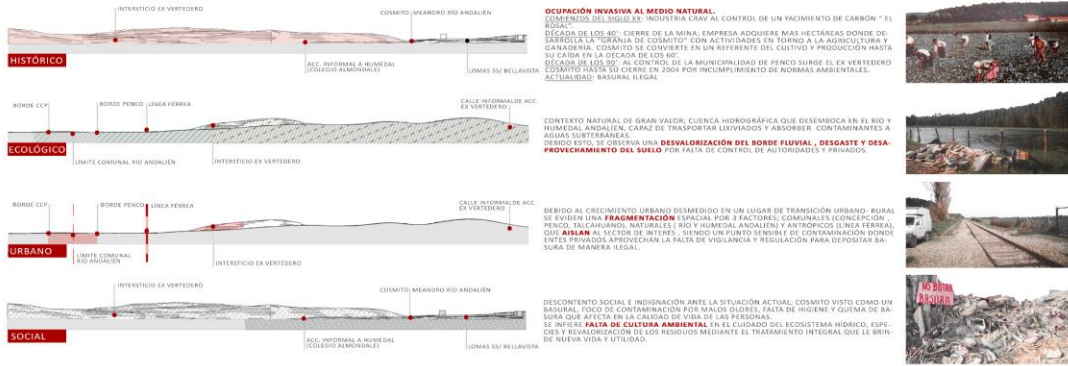 INTERSTICIO EX VERTEDERO
COSMITO: MEANDRO RÍO ANDALIÉN
HISTÓRICO
ACC. INFORMAL A HUMEDAL
(COLEGIO ALMONDALE)
LOMAS 55/ BELLAVISTA
OCUPACIÓN INVASIVA AL MEDIO NATURAL.
COMIENZOS DEL SIGLO XX: INDUSTRIA CRAV AL CONTROL DE UN YACIMIENTO DE CARBÓN " EL
ROSAL".
DÉCADA DE LOS 40': CIERRE DE LA MINA; EMPRESA ADQUIERE MAS HECTÁREAS DONDE DE-
SARROLLA LA "GRANJA DE COSMITO" CON ACTIVIDADES EN TORNO A LA AGRICULTURA Y
GANADERÍA. COSMITO SE CONVIERTE EN UN REFERENTE DEL CULTIVO Y PRODUCCIÓN HASTA
SU CAÍDA EN LA DÉCADA DE LOS 60'.
DÉCADA DE LOS 90': AL CONTROL DE LA MUNICIPALIDAD DE PENCO SURGE EL EX VERTEDERO
COSMITO HASTA SU CIERRE EN 2004 POR INCUMPLIMIENTO DE NORMAS AMBIENTALES.
ACTUALIDAD: BASURAL ILEGAL
BORDE CCP
BORDE PENCO
LÍNEA FÉRREA
CALLE INFORMALDE ACC.
EX VERTEDERO
ECOLÓGICO
LÍMITE COMUNAL RÍO ANDALIÉN
INTERSTICIO EX VERTEDERO
CONTEXTO NATURAL DE GRAN VALOR; CUENCA HIDROGRÁFICA QUE DESEMBOCA EN EL RÍO Y
HUMEDAL ANDALÍEN, CAPAZ DE TRASPORTAR LIXIVIADOS Y ABSORBER CONTAMINANTES A
AGUAS SUBTERRÁNEAS.
DEBIDO ESTO, SE OBSERVA UNA DESVALORIZACIÓN DEL BORDE FLUVIAL , DESGASTE Y DESA-
PROVECHAMIENTO DEL SUELO POR FALTA DE CONTROL DE AUTORIDADES Y PRIVADOS.
BORDE CCP
BORDE PENCO
LÍNEA FÉRREA
CALLE INFORMALDE ACC.
EX VERTEDERO
URBANO
LÍMITE COMUNAL
RÍO ANDALIÉN
INTERSTICIO EX VERTEDERO
DEBIDO AL CRECIMIENTO URBANO DESMEDIDO EN UN LUGAR DE TRANSICIÓN URBANO- RURAL
SE EVIDEN UNA FRAGMENTACIÓN ESPACIAL POR 3 FACTORES; COMUNALES (CONCEPCIÓN ,
PENCO, TALCAHUANO), NATURALES ( RÍO Y HUMEDAL ANDALIEN) Y ANTRÓPICOS (LÍNEA FÉRREA),
QUE AISLAN AL SECTOR DE INTERÉS , SIENDO UN PUNTO SENSIBLE DE CONTAMINACIÓN DONDE
ENTES PRIVADOS APROVECHAN LA FALTA DE VIGILANCIA Y REGULACIÓN PARA DEPOSITAR BA-
SURA DE MANERA ILEGAL.
INTERSTICIO EX VERTEDERO
COSMITO: MEANDRO RÍO ANDALIÉN
SOCIAL
ACC. INFORMAL A HUMEDAL
(COLEGIO ALMONDALE)
LOMAS 55/ BELLAVISTA
DESCONTENTO SOCIAL E INDIGNACIÓN ANTE LA SITUACIÓN ACTUAL; COSMITO VISTO COMO UN
BASURAL, FOCO DE CONTAMINACIÓN POR MALOS OLORES, FALTA DE HIGIENE Y QUEMA DE BA-
SURA QUE AFECTA EN LA CALIDAD DE VIDA DE LAS PERSONAS.
SE INFIERE FALTA DE CULTURA AMBIENTAL EN EL CUIDADO DEL ECOSISTEMA HÍDRICO, ESPE-
CIES Y REVALORIZACIÓN DE LOS RESIDUOS MEDIANTE EL TRATAMIENTO INTEGRAL QUE LE BRIN-
DE NUEVA VIDA Y UTILIDAD.
NO BOTAR
BASURA